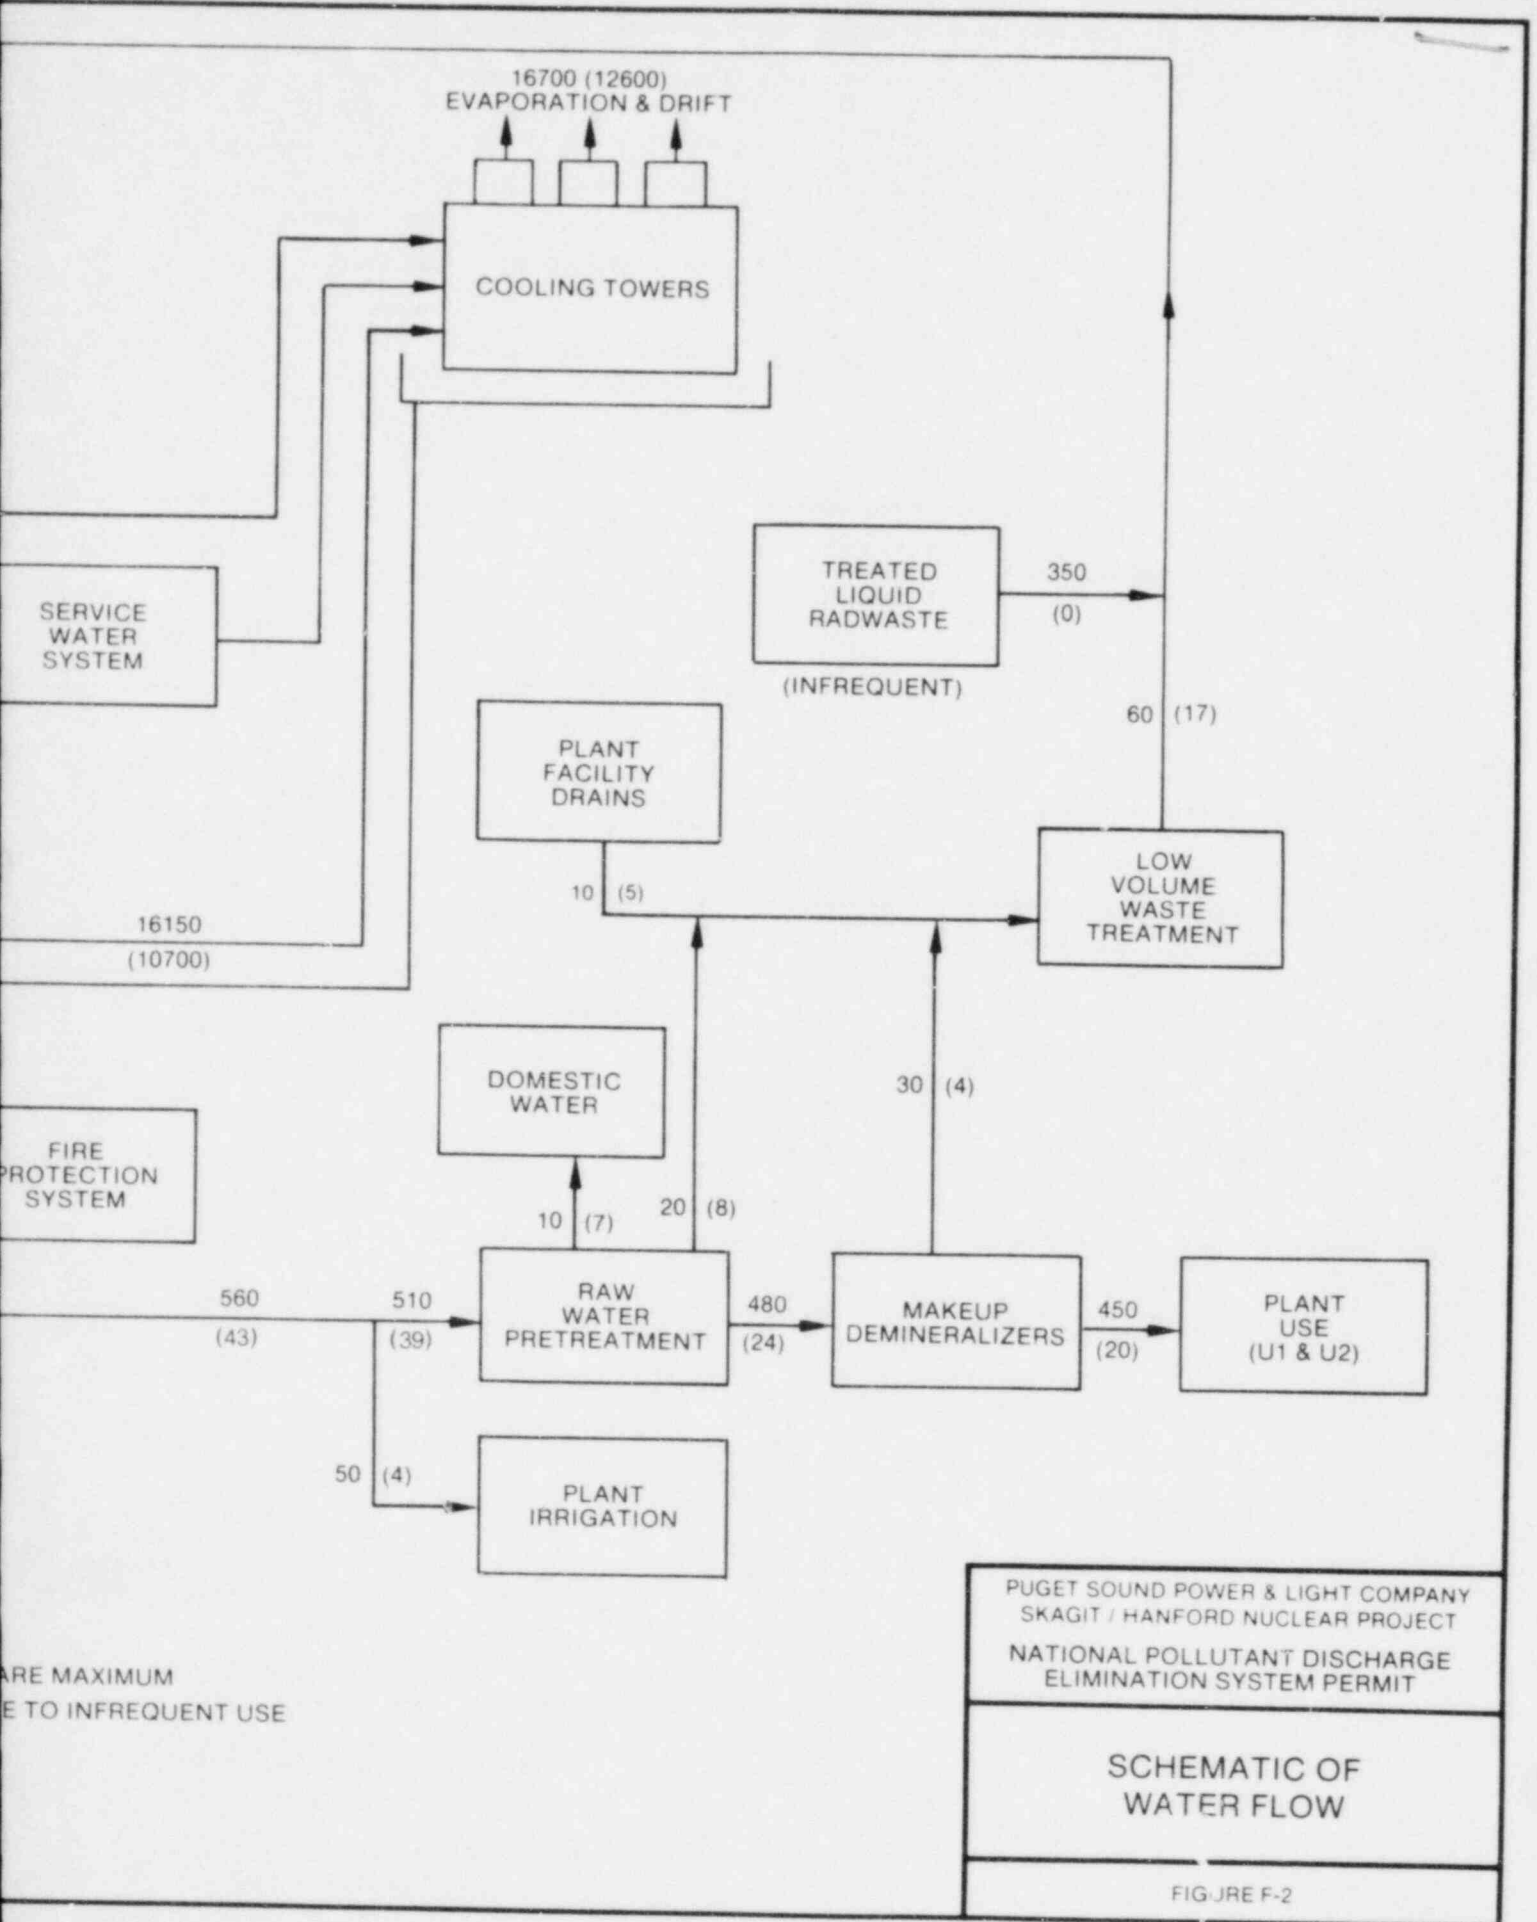 16700 (12600)
EVAPORATION & DRIFT
COOLING TOWERS
SERVICE
WATER
SYSTEM
TREATED
LIQUID
RADWASTE
(INFREQUENT)
350
(0)
60 (17)
PLANT
FACILITY
DRAINS
10 (5)
LOW
VOLUME
WASTE
TREATMENT
16150
(10700)
DOMESTIC
WATER
30 (4)
FIRE
PROTECTION
SYSTEM
10 (7)
20 (8)
560
(43)
510
(39)
RAW
WATER
PRETREATMENT
480
(24)
MAKEUP
DEMINERALIZERS
450
(20)
PLANT
USE
(U1 & U2)
50 (4)
PLANT
IRRIGATION
ARE MAXIMUM
E TO INFREQUENT USE
PUGET SOUND POWER & LIGHT COMPANY
SKAGIT / HANFORD NUCLEAR PROJECT
NATIONAL POLLUTANT DISCHARGE
ELIMINATION SYSTEM PERMIT
SCHEMATIC OF
WATER FLOW
FIGURE F-2